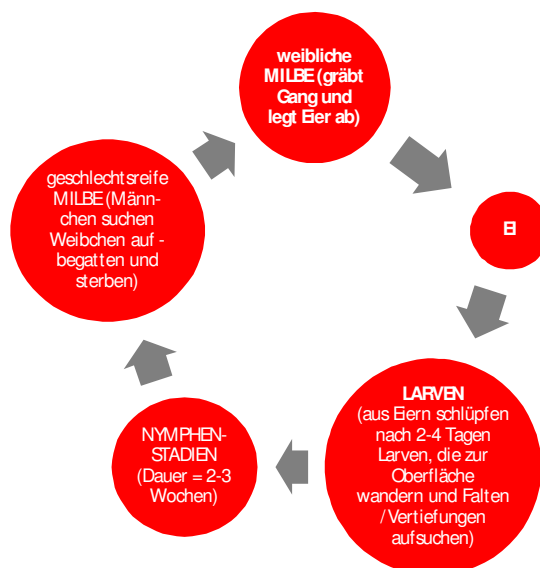 weibliche
MILBE (gräbt
Gang und
legt Eier ab)
EI
LARVEN
(aus Eiern schlüpfen
nach 2-4 Tagen
Larven, die zur
Oberfläche
wandern und Falten
/ Vertiefungen
aufsuchen)
NYMPHEN-
STADIEN
(Dauer = 2-3
Wochen)
geschlechtsreife
MILBE (Männ-
chen suchen
Weibchen auf -
begatten und
sterben)